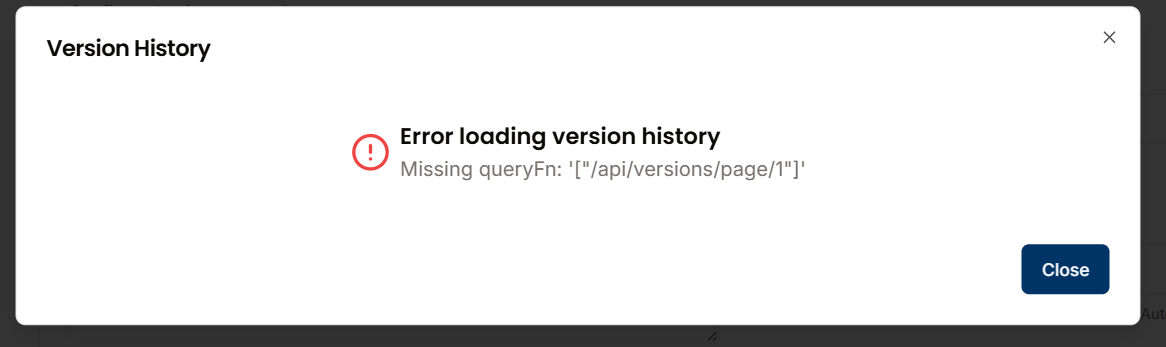 Version History
Error loading version history
Missing queryFn: '["/api/versions/page/1"]'
Close